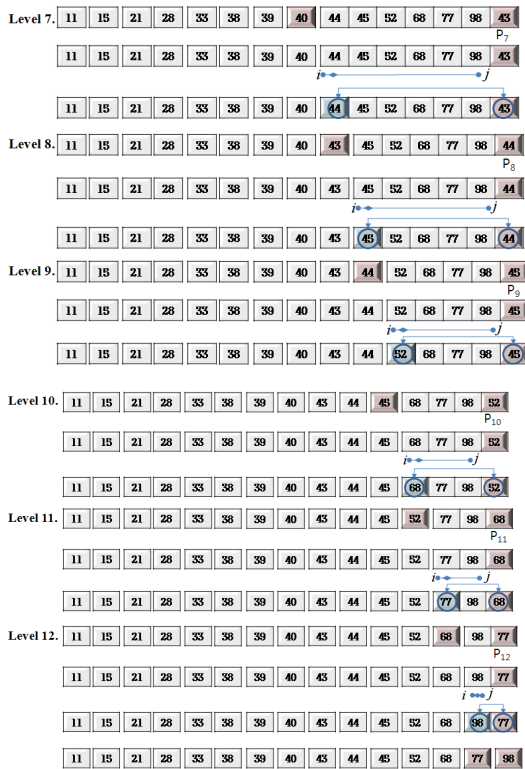 Level 7. 11 15 21 28 33 38 39 40 44 45 52 68 77 98 43
P7
11 15 21 28 33 38 39 40 44 45 52 68 77 98 43
i j
11 15 21 28 33 38 39 40 44 45 52 68 77 98 43
Level 8. 11 15 21 28 33 38 39 40 43 45 52 68 77 98 44
P8
11 15 21 28 33 38 39 40 43 45 52 68 77 98 44
i j
11 15 21 28 33 38 39 40 43 45 52 68 77 98 44
Level 9. 11 15 21 28 33 38 39 40 43 44 52 68 77 98 45
P9
11 15 21 28 33 38 39 40 43 44 52 68 77 98 45
i j
11 15 21 28 33 38 39 40 43 44 52 68 77 98 45
Level 10. 11 15 21 28 33 38 39 40 43 44 45 68 77 98 52
P10
11 15 21 28 33 38 39 40 43 44 45 68 77 98 52
i j
11 15 21 28 33 38 39 40 43 44 45 68 77 98 52
Level 11. 11 15 21 28 33 38 39 40 43 44 45 52 77 98 68
P11
11 15 21 28 33 38 39 40 43 44 45 52 77 98 68
i j
11 15 21 28 33 38 39 40 43 44 45 52 77 98 68
Level 12. 11 15 21 28 33 38 39 40 43 44 45 52 68 98 77
P12
11 15 21 28 33 38 39 40 43 44 45 52 68 98 77
i j
11 15 21 28 33 38 39 40 43 44 45 52 68 98 77
11 15 21 28 33 38 39 40 43 44 45 52 68 77 98